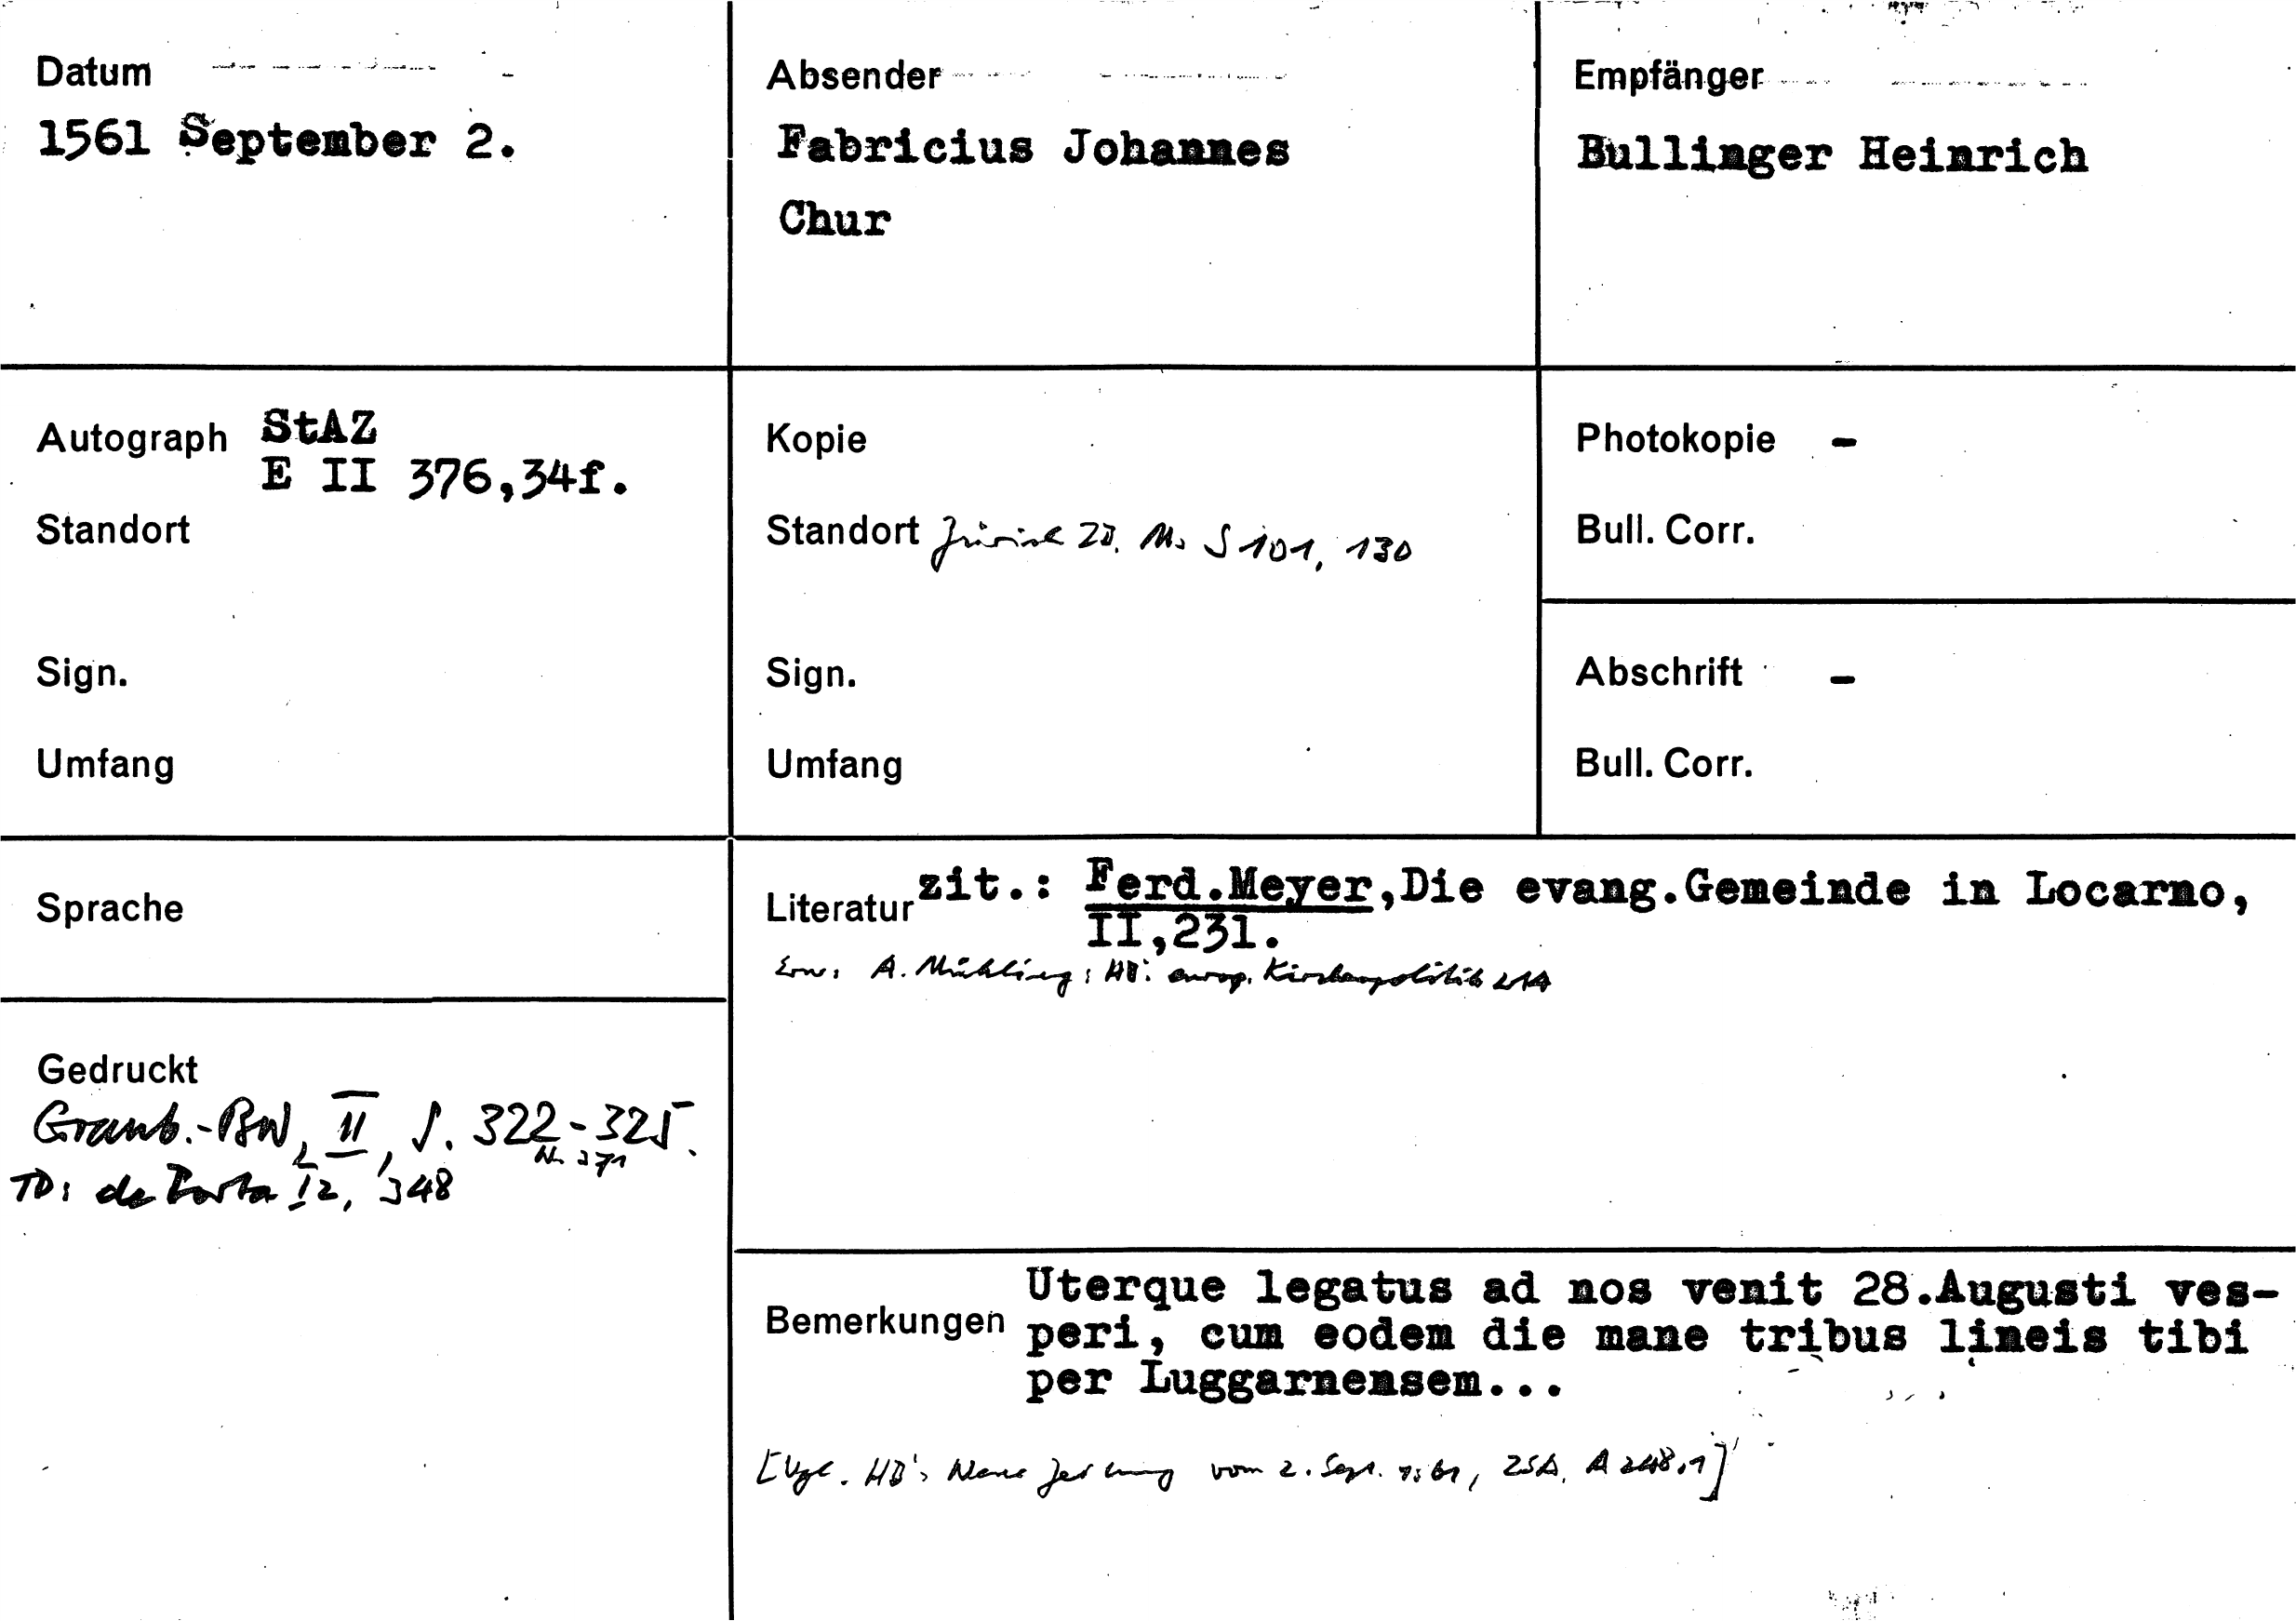 Datum
1561 September 2.
Absender
Fabricius Johannes
Chur
Empfänger
Bullinger Heinrich
Autograph StAZ
E II 376,34f.
Standort
Sign.
Umfang
Kopie
Standort Zürich ZB, Ms S 101, 130
Sign.
Umfang
Photokopie -
Bull. Corr.
Abschrift -
Bull. Corr.
Sprache
Gedruckt
Graub.-BW, II, S. 322-325.
Nr. 371
TD: de Porta I2, 348
Literatur zit.: Ferd.Meyer,Die evang.Gemeinde in Locarno,
II,231.
Erw: A. Mühling: HB's europ. Kirchenpolitik
Bemerkungen Uterque legatus ad nos venit 28.Augusti ves-
peri, cum eodem die mane tribus lineis tibi
per Luggarnensem...
[Vgl. HB's Neue Zeitung vom 2. Sept. 1561, A 248.1]